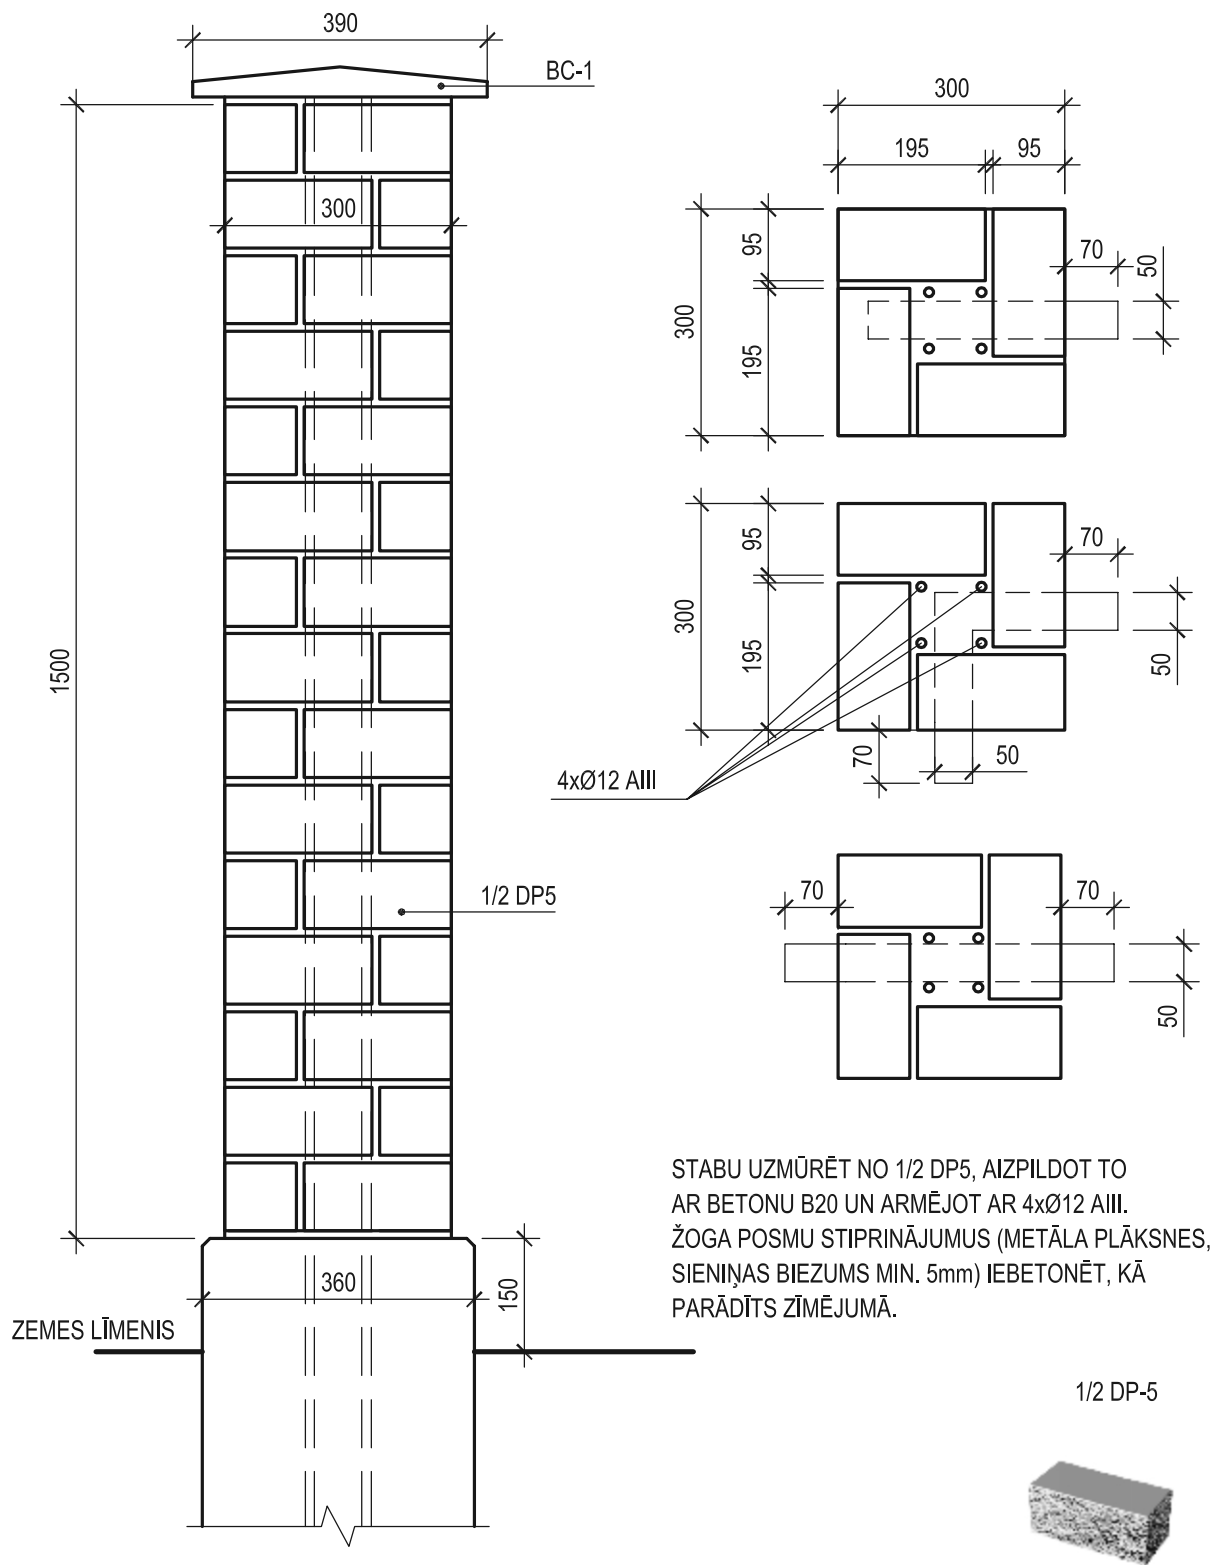 390
BC-1
300
1500
300
195
95
95
70
50
300
195
95
70
300
195
50
70
50
4xØ12 AIII
1/2 DP5
70
70
50
STABU UZMŪRĒT NO 1/2 DP5, AIZPILDOT TO
AR BETONU B20 UN ARMĒJOT AR 4xØ12 AIII.
ŽOGA POSMU STIPRINĀJUMUS (METĀLA PLĀKSNES,
SIENIŅAS BIEZUMS MIN. 5mm) IEBETONĒT, KĀ
PARĀDĪTS ZĪMĒJUMĀ.
360
150
ZEMES LĪMENIS
1/2 DP-5